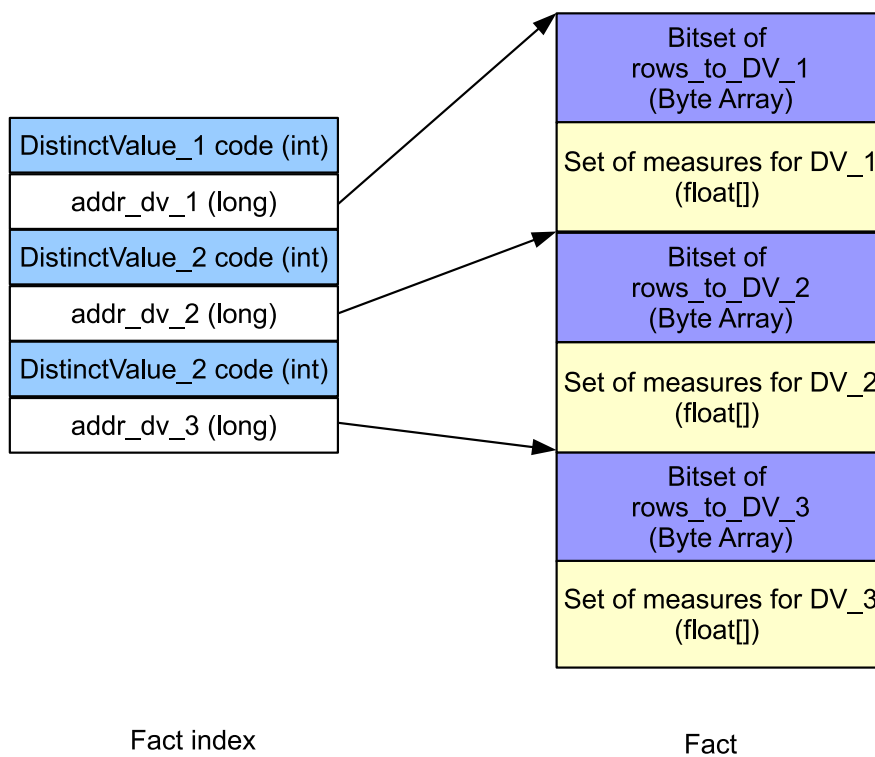 DistinctValue_1 code (int)
addr_dv_1 (long)
DistinctValue_2 code (int)
addr_dv_2 (long)
DistinctValue_2 code (int)
addr_dv_3 (long)
Fact index
Bitset of
rows_to_DV_1
(Byte Array)
Set of measures for DV_1
(float[])
Bitset of
rows_to_DV_2
(Byte Array)
Set of measures for DV_2
(float[])
Bitset of
rows_to_DV_3
(Byte Array)
Set of measures for DV_3
(float[])
Fact